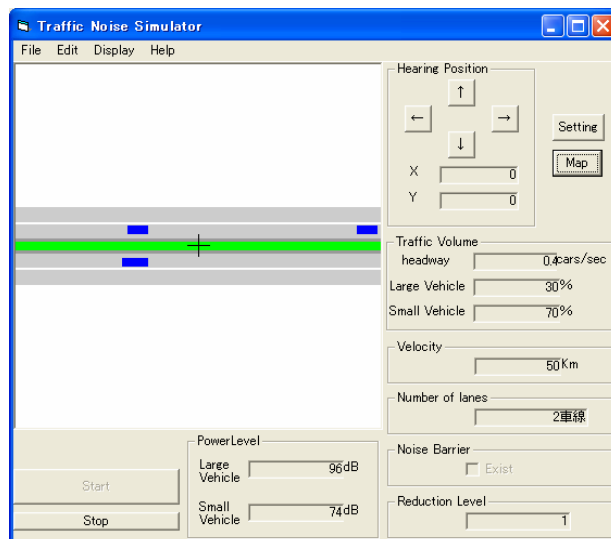 Traffic Noise Simulator
File Edit Display Help
Hearing Position
↑
← →
↓
X 0
Y 0
Setting
Map
Traffic Volume
headway 0.4cars/sec
Large Vehicle 30%
Small Vehicle 70%
Velocity
50Km
Number of lanes
2車線
Noise Barrier
Exist
Reduction Level
1
PowerLevel
Large
Vehicle 96dB
Small
Vehicle 74dB
Start
Stop